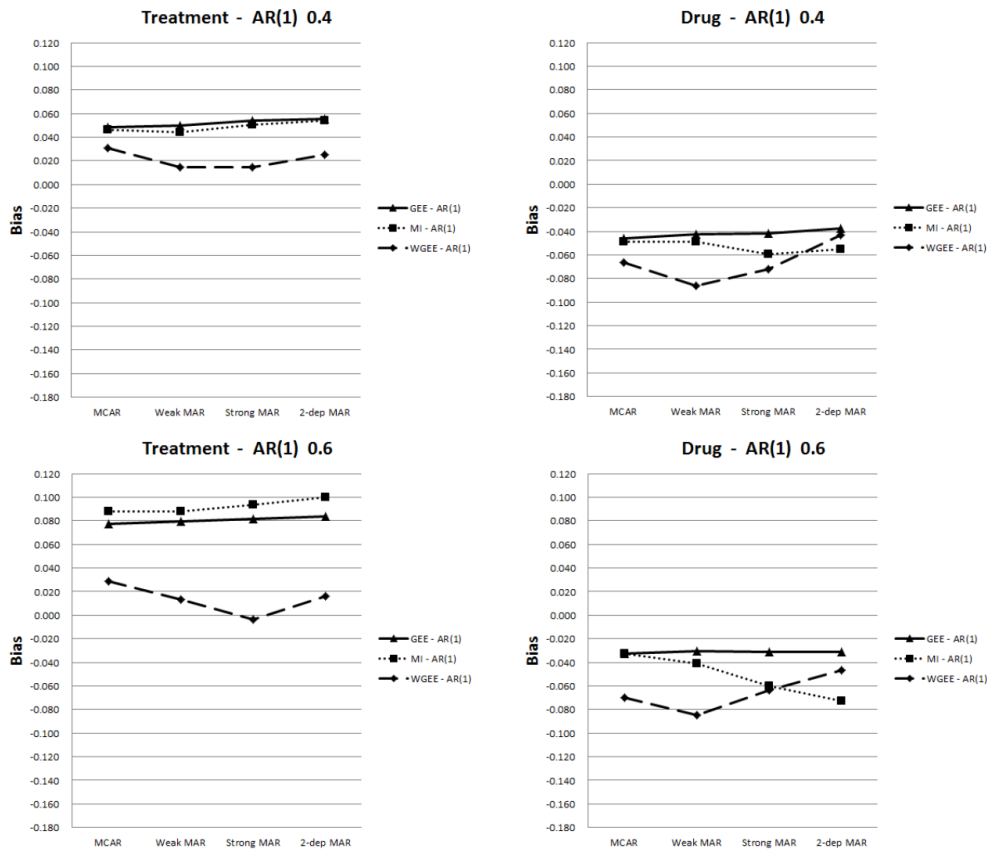 Treatment - AR(1) 0.4
0.120
0.100
0.080
0.060
0.040
0.020
0.000
-0.020
-0.040
-0.060
-0.080
-0.100
-0.120
-0.140
-0.160
-0.180
Bias
MCAR Weak MAR Strong MAR 2-dep MAR
GEE - AR(1)
MI - AR(1)
WGEE - AR(1)
Drug - AR(1) 0.4
0.120
0.100
0.080
0.060
0.040
0.020
0.000
-0.020
-0.040
-0.060
-0.080
-0.100
-0.120
-0.140
-0.160
-0.180
Bias
MCAR Weak MAR Strong MAR 2-dep MAR
GEE - AR(1)
MI - AR(1)
WGEE - AR(1)
Treatment - AR(1) 0.6
0.120
0.100
0.080
0.060
0.040
0.020
0.000
-0.020
-0.040
-0.060
-0.080
-0.100
-0.120
-0.140
-0.160
-0.180
Bias
MCAR Weak MAR Strong MAR 2-dep MAR
GEE - AR(1)
MI - AR(1)
WGEE - AR(1)
Drug - AR(1) 0.6
0.120
0.100
0.080
0.060
0.040
0.020
0.000
-0.020
-0.040
-0.060
-0.080
-0.100
-0.120
-0.140
-0.160
-0.180
Bias
MCAR Weak MAR Strong MAR 2-dep MAR
GEE - AR(1)
MI - AR(1)
WGEE - AR(1)